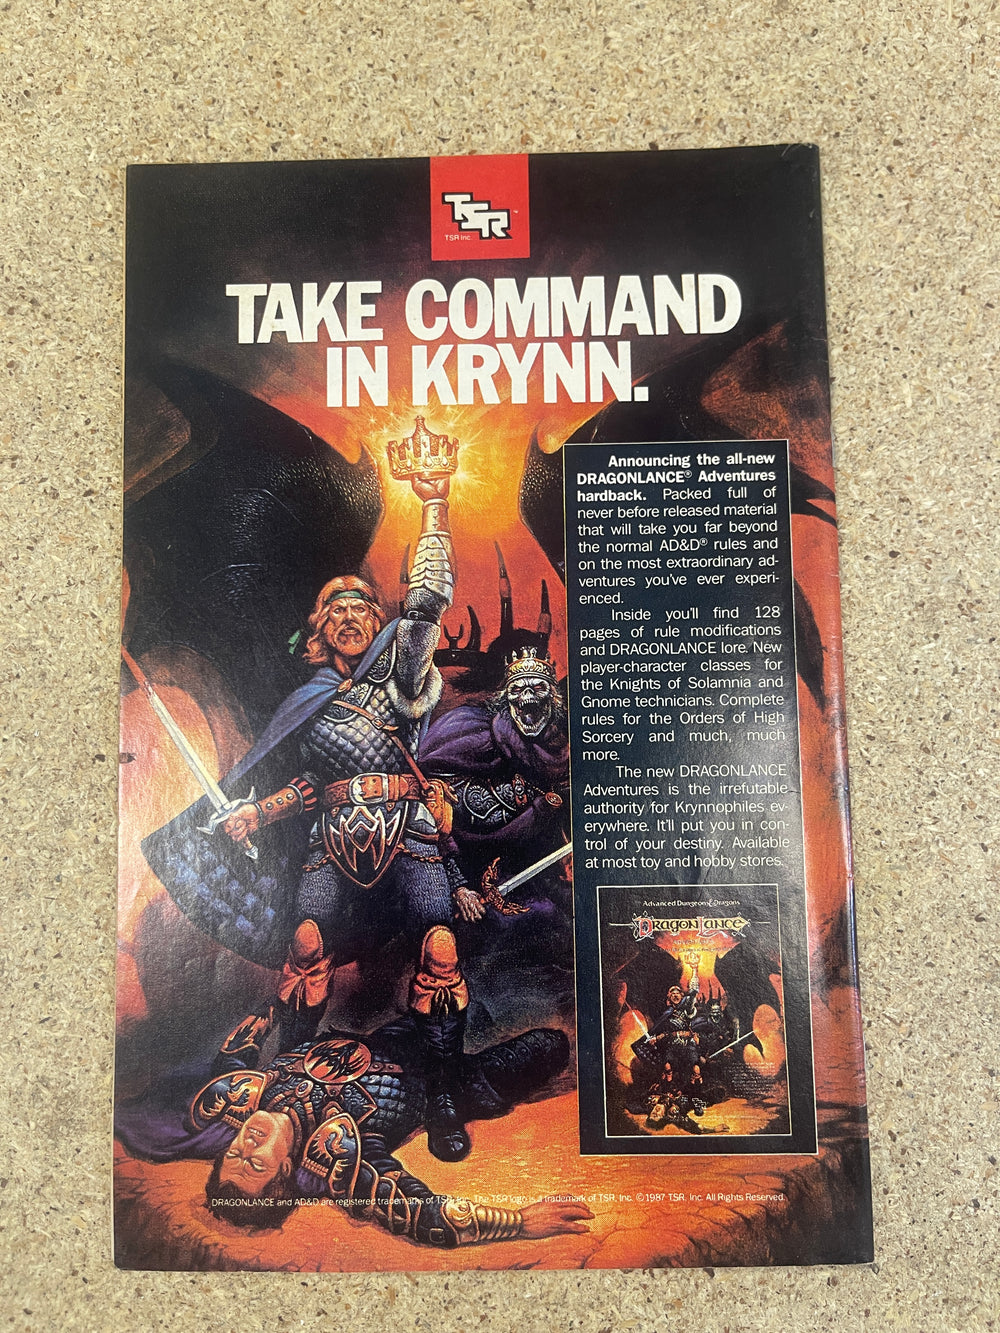 TSR™
TSR Inc.
TAKE COMMAND
IN KRYNN.
Announcing the all-new
DRAGONLANCE® Adventures
hardback. Packed full of
never before released material
that will take you far beyond
the normal AD&D® rules and
on the most extraordinary ad-
ventures you've ever experi-
enced.
Inside you'll find 128
pages of rule modifications
and DRAGONLANCE lore. New
player-character classes for
the Knights of Solamnia and
Gnome technicians. Complete
rules for the Orders of High
Sorcery and much, much
more.
The new DRAGONLANCE
Adventures is the irrefutable
authority for Krynnophiles ev-
erywhere. It'll put you in con-
trol of your destiny. Available
at most toy and hobby stores.
Advanced Dungeons & Dragons
DRAGONLANCE
DRAGONLANCE and AD&D are registered trademarks of TSR, Inc. The TSR logo is a trademark of TSR, Inc. ©1987 TSR, Inc. All Rights Reserved.